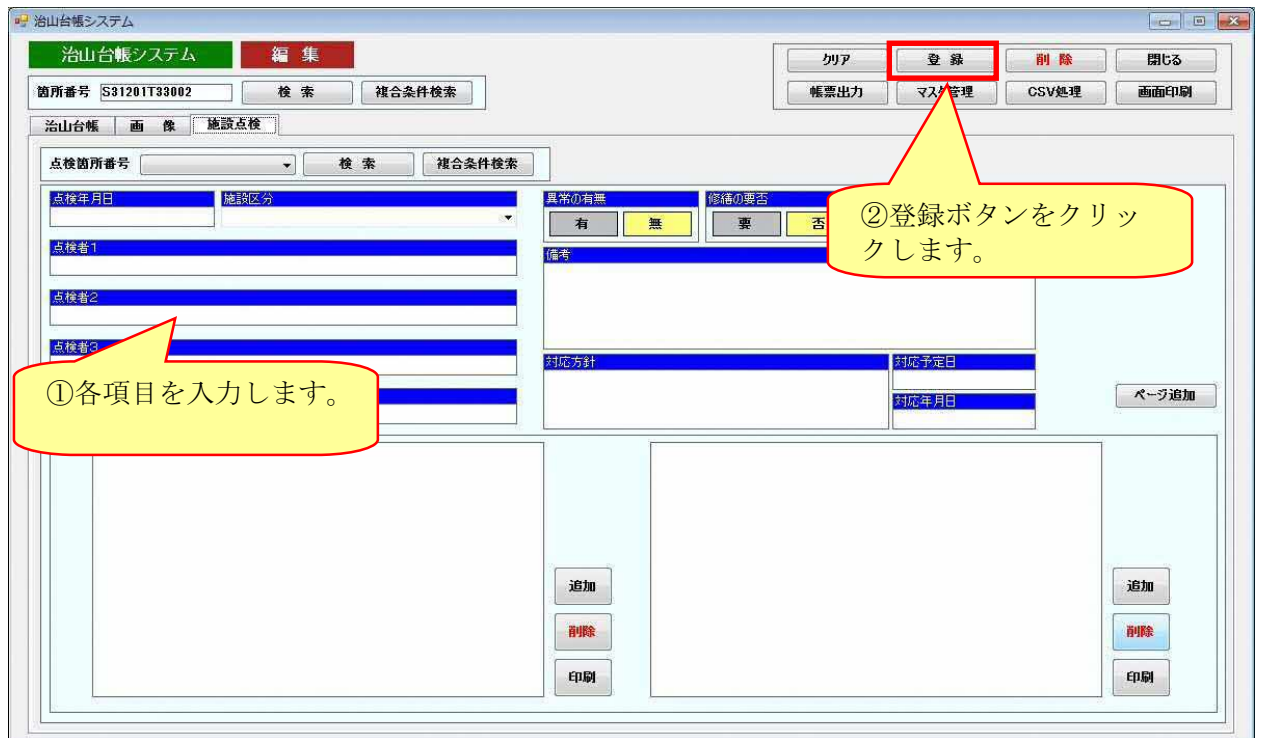 治山台帳システム
治山台帳システム 編 集
クリア 登 録 削 除 閉じる
箇所番号 S31201T33002 検 索 複合条件検索
帳票出力 マスタ管理 CSV処理 画面印刷
治山台帳 画 像 施設点検
点検箇所番号 検 索 複合条件検索
点検年月日 施設区分 異常の有無 修繕の要否
有 無 要 否
②登録ボタンをクリッ
クします。
点検者1
備考
点検者2
点検者3
①各項目を入力します。
対応方針 対応予定日
対応年月日
ページ追加
追加 追加
削除 削除
印刷 印刷